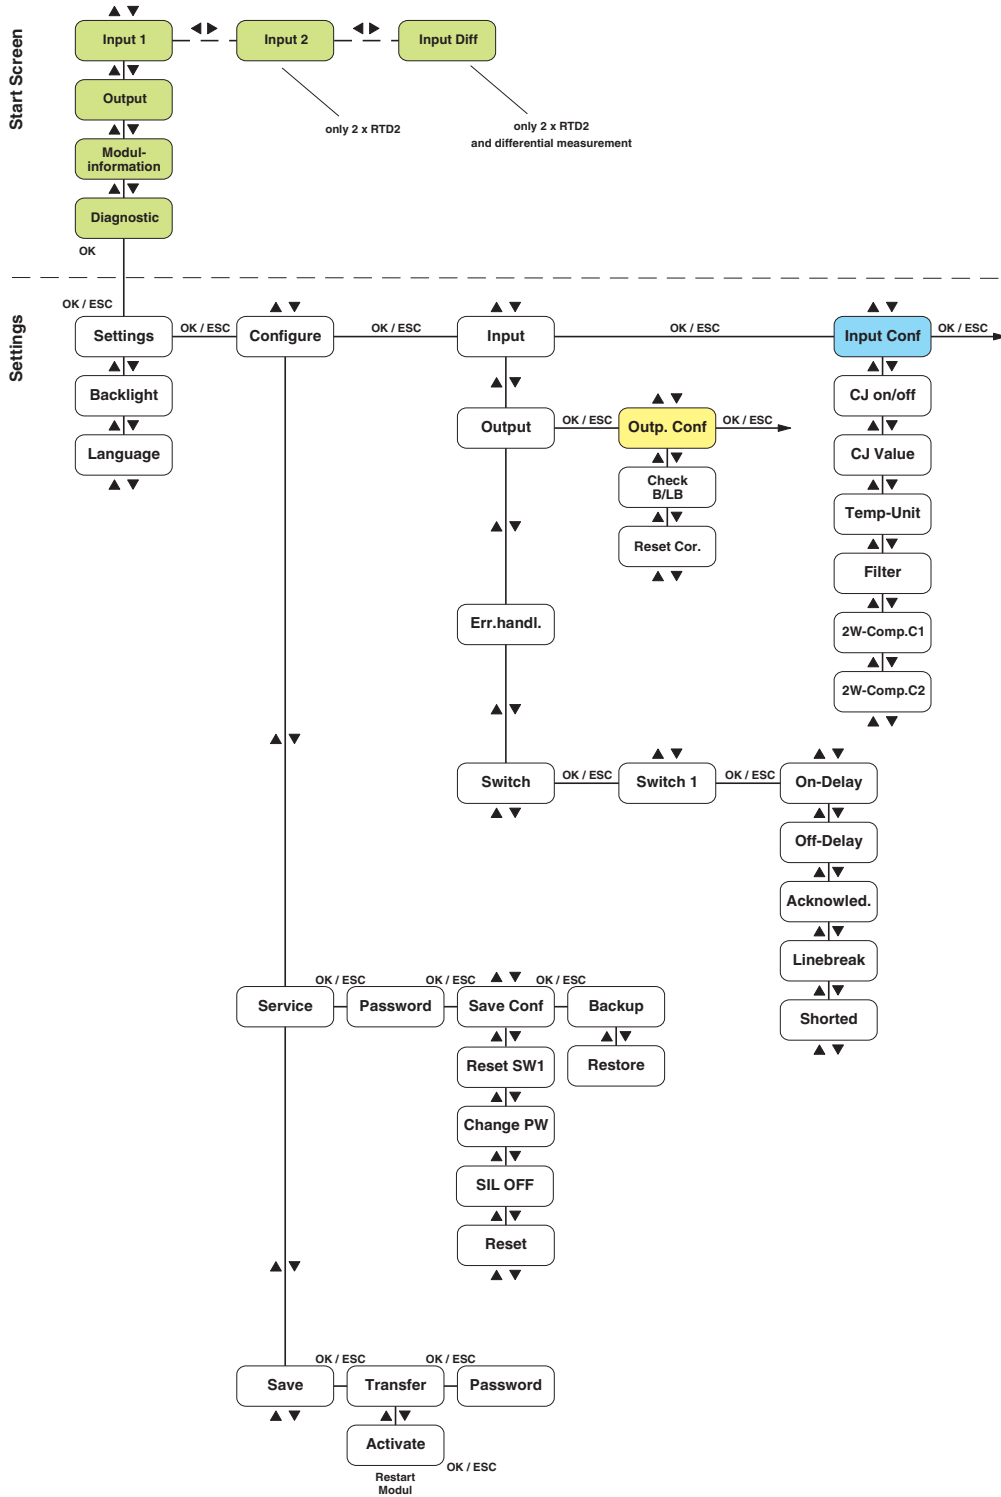 Start Screen
Input 1
Input 2
Input Diff
Output
only 2 x RTD2
only 2 x RTD2
and differential measurement
Modul-
information
Diagnostic
OK
Settings
OK / ESC
Settings
OK / ESC
Configure
OK / ESC
Input
OK / ESC
Input Conf
OK / ESC
Backlight
CJ on/off
Language
Output
OK / ESC
Outp. Conf
OK / ESC
CJ Value
Check
B/LB
Temp-Unit
Reset Cor.
Filter
Err.handl.
2W-Comp.C1
2W-Comp.C2
Switch
OK / ESC
Switch 1
OK / ESC
On-Delay
Off-Delay
Acknowled.
Linebreak
OK / ESC
OK / ESC
OK / ESC
Service
Password
Save Conf
Backup
Shorted
Reset SW1
Restore
Change PW
SIL OFF
Reset
OK / ESC
OK / ESC
Save
Transfer
Password
Activate
OK / ESC
Restart
Modul